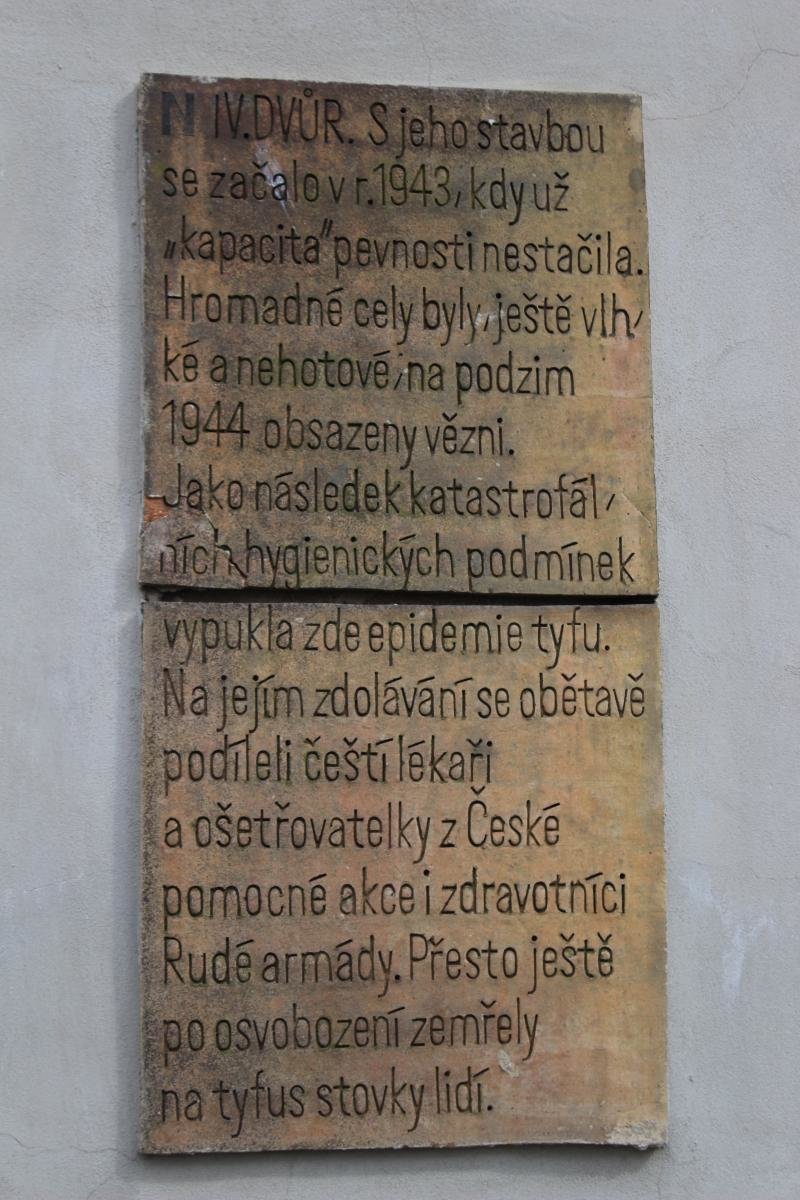 N IV.DVŮR. S jeho stavbou
se začalo v r.1943, kdy už
„kapacita" pevnosti nestačila.
Hromadné cely byly, ještě vlh-
ké a nehotové, na podzim
1944 obsazeny vězni.
Jako následek katastrofál-
ních hygienických podmínek
vypukla zde epidemie tyfu.
Na jejím zdolávání se obětavě
podíleli čeští lékaři
a ošetřovatelky z České
pomocné akce i zdravotníci
Rudé armády. Přesto ještě
po osvobození zemřely
na tyfus stovky lidí.